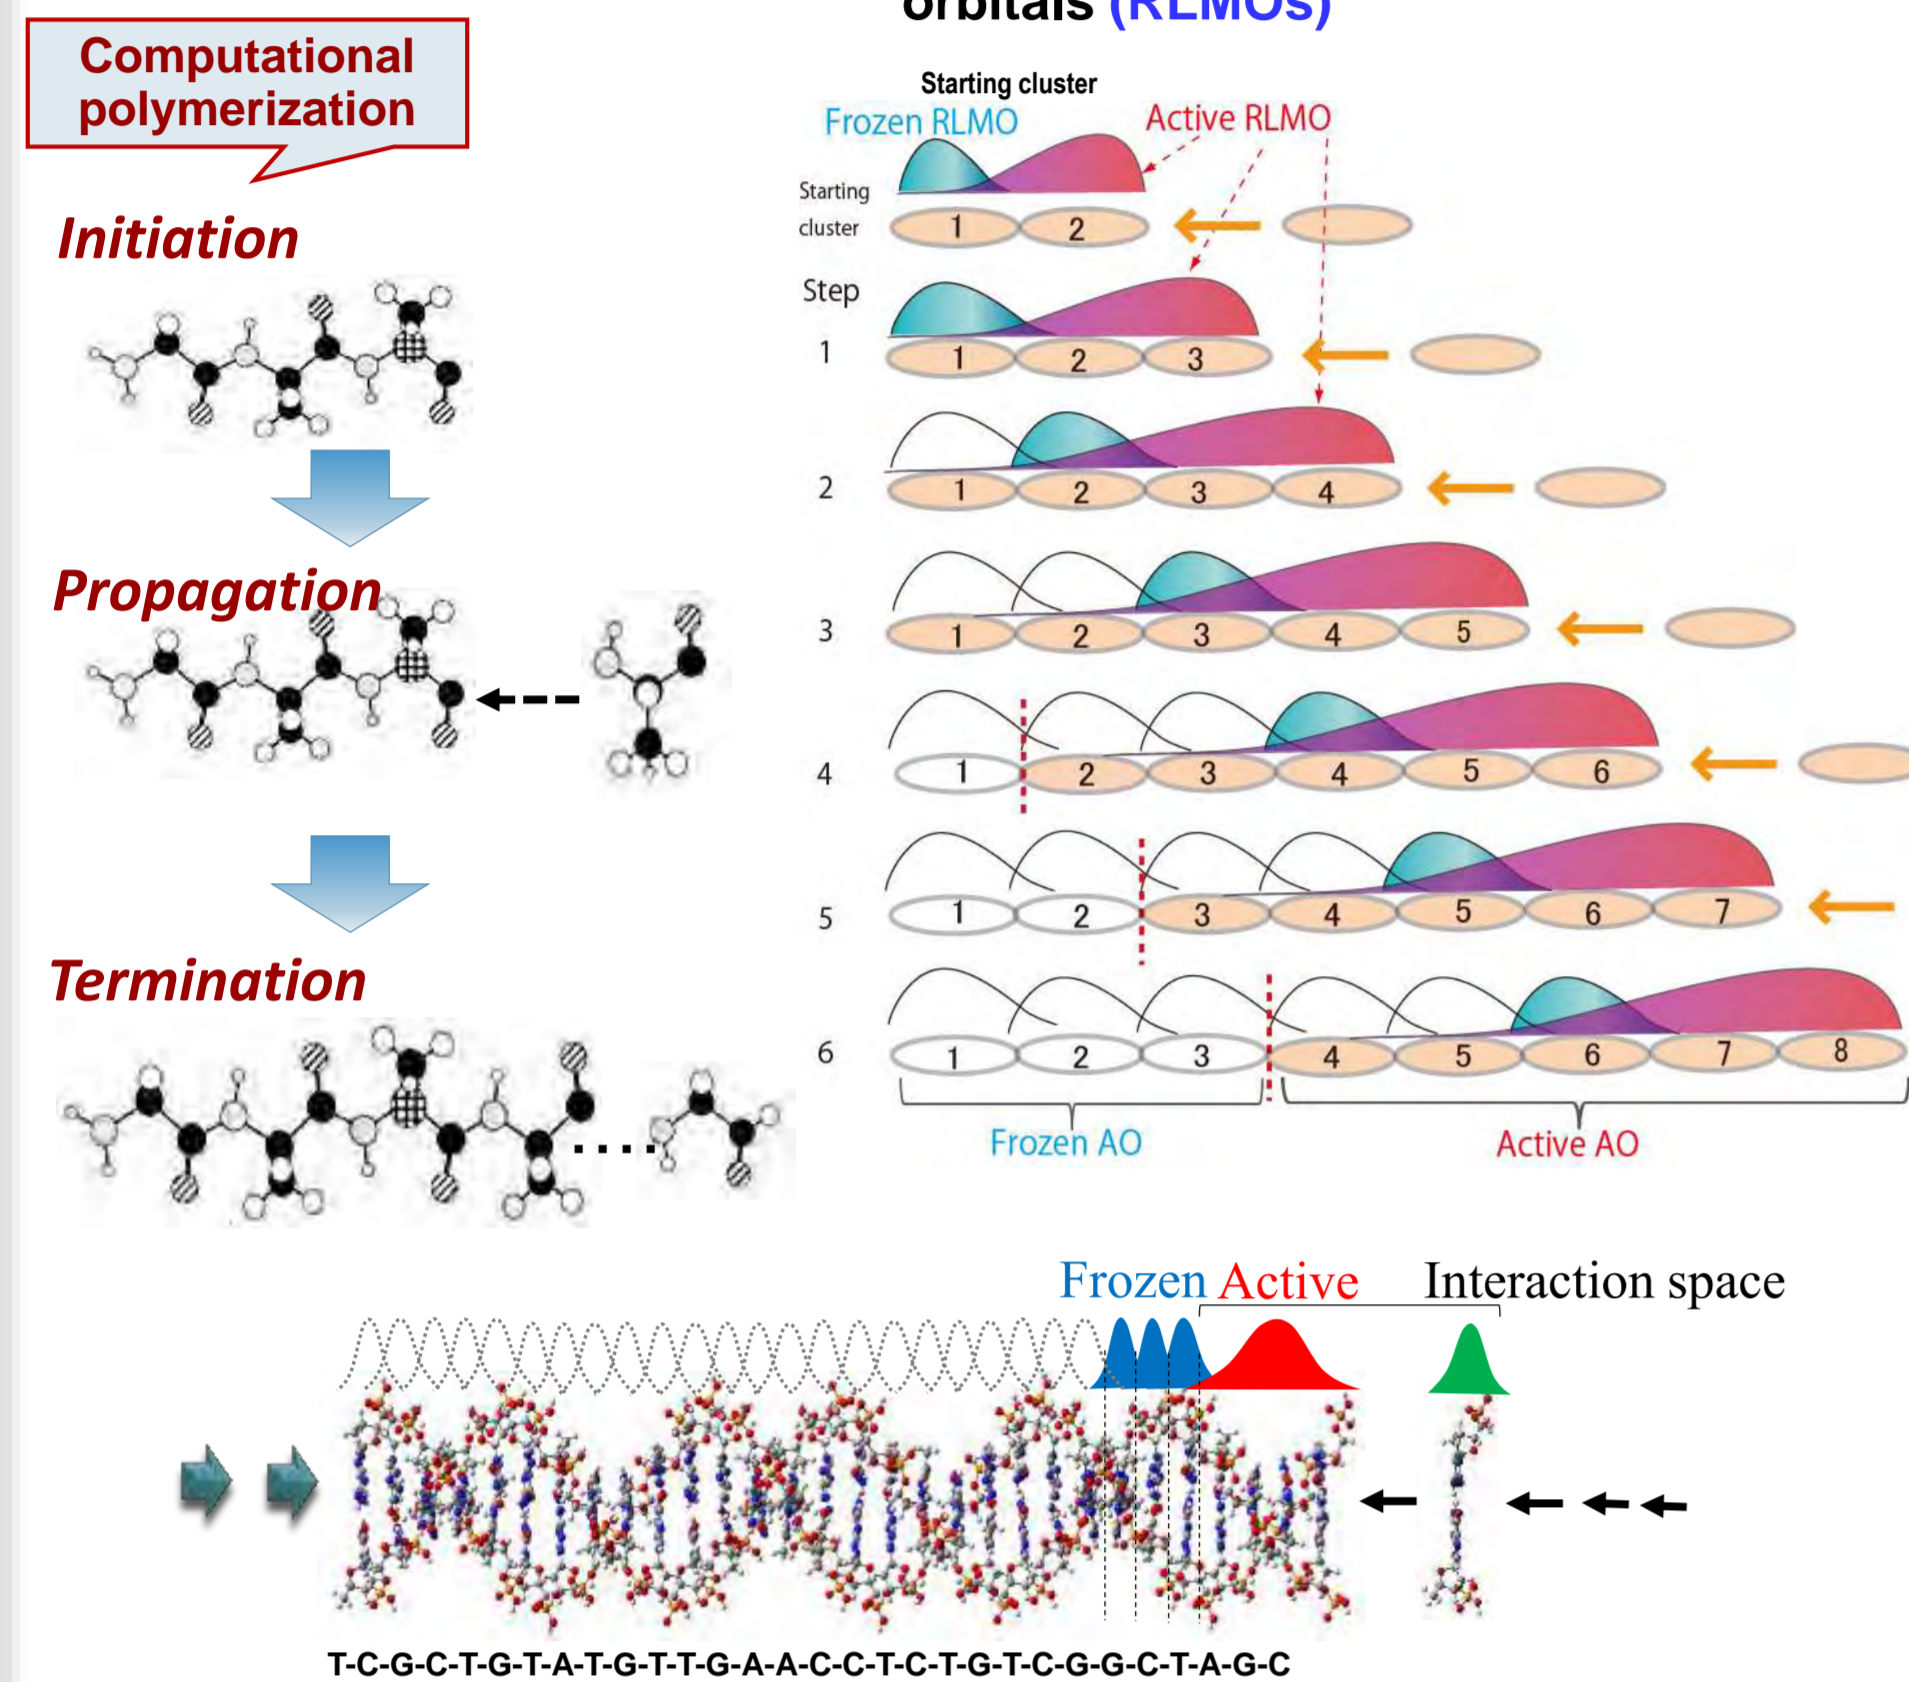 orbitals (RLMOs)
Computational
polymerization
Initiation
Propagation
Termination
Starting cluster
Frozen RLMO
Active RLMO
Starting
cluster
1 2
Step
1
1 2 3
2
1 2 3 4
3
1 2 3 4 5
4
1 2 3 4 5 6
5
1 2 3 4 5 6 7
6
1 2 3 4 5 6 7 8
Frozen AO
Active AO
Frozen Active Interaction space
T-C-G-C-T-G-T-A-T-G-T-T-G-A-A-C-C-T-C-T-G-T-C-G-G-C-T-A-G-C